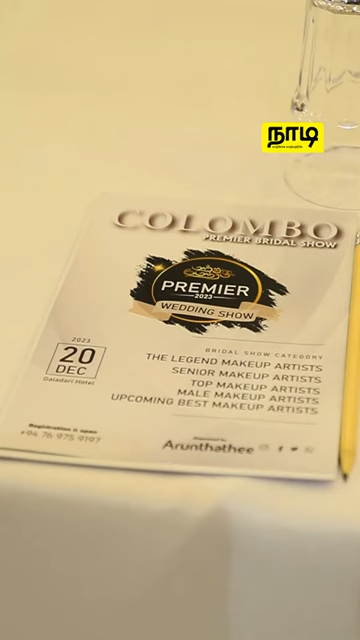 நாடி
COLOMBO
PREMIER BRIDAL SHOW
PREMIER
2023
WEDDING SHOW
2023
20
DEC
Galadari Hotel
BRIDAL SHOW CATEGORY
THE LEGEND MAKEUP ARTISTS
SENIOR MAKEUP ARTISTS
TOP MAKEUP ARTISTS
MALE MAKEUP ARTISTS
UPCOMING BEST MAKEUP ARTISTS
Registration is open
+94 76 975 9197
Arunthathee